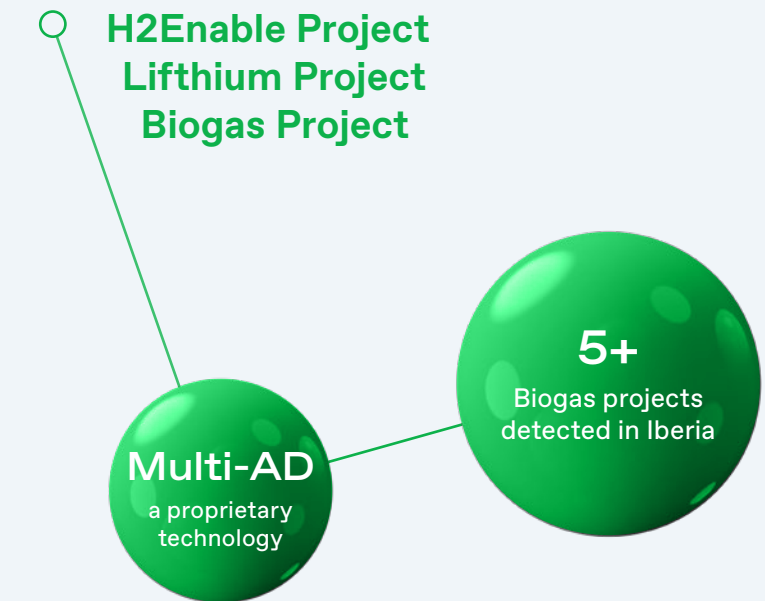 H2Enable Project
Lifthium Project
Biogas Project
5+
Biogas projects
detected in Iberia
Multi-AD
a proprietary
technology